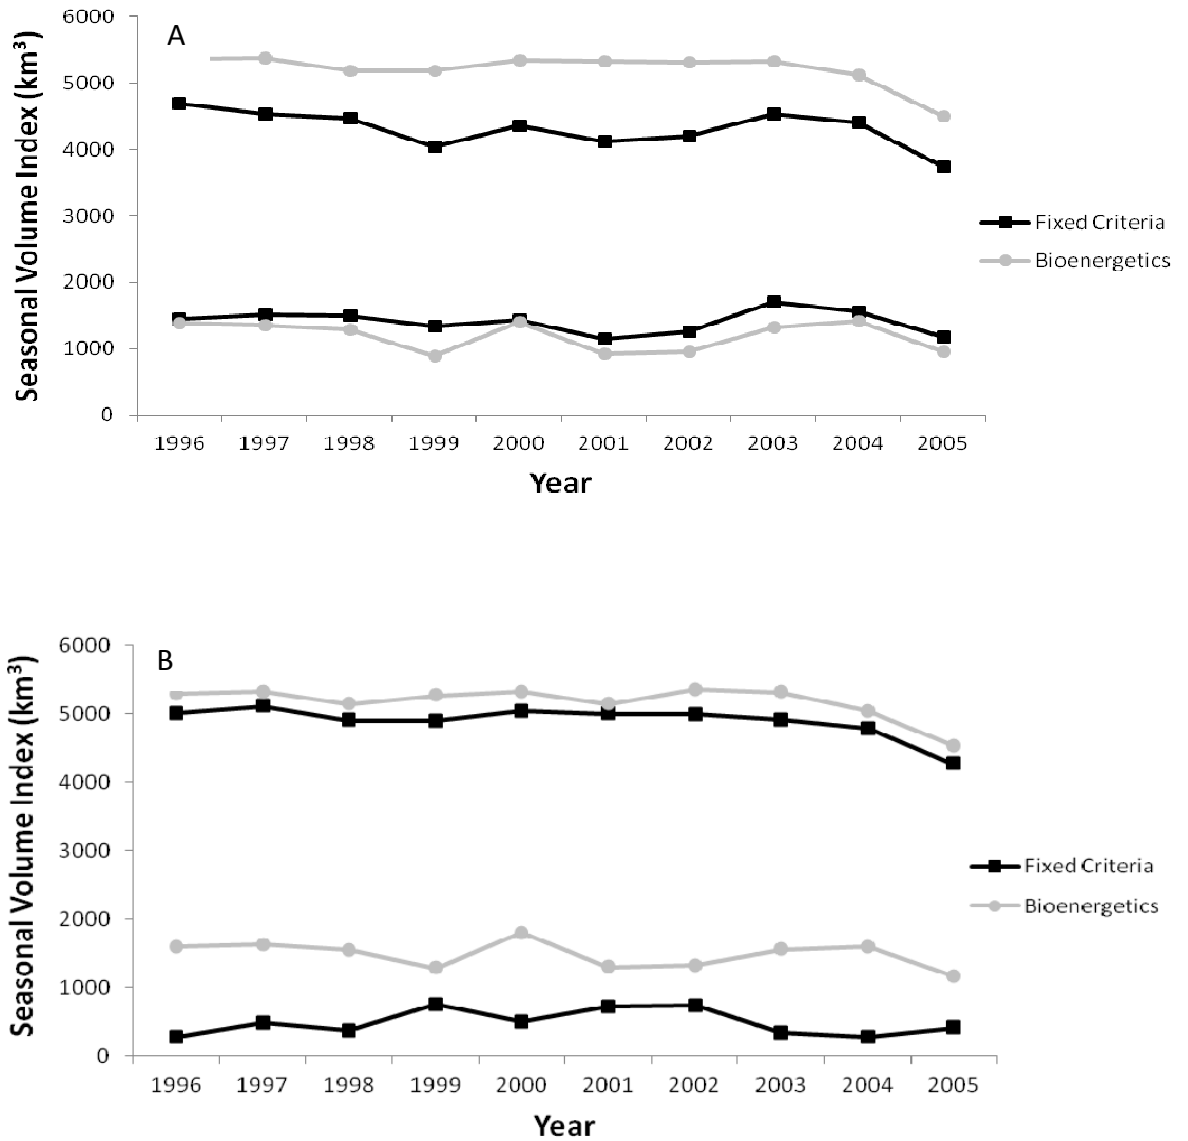 A
Seasonal Volume Index (km³)
6000
5000
4000
3000
2000
1000
0
1996 1997 1998 1999 2000 2001 2002 2003 2004 2005
Year
Fixed Criteria
Bioenergetics
B
Seasonal Volume Index (km³)
6000
5000
4000
3000
2000
1000
0
1996 1997 1998 1999 2000 2001 2002 2003 2004 2005
Year
Fixed Criteria
Bioenergetics